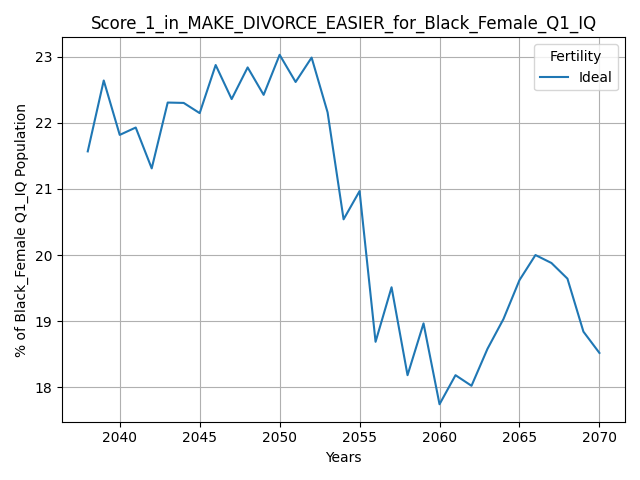 Score_1_in_MAKE_DIVORCE_EASIER_for_Black_Female_Q1_IQ
Fertility
Ideal
% of Black_Female Q1_IQ Population
23
22
21
20
19
18
2040 2045 2050 2055 2060 2065 2070
Years